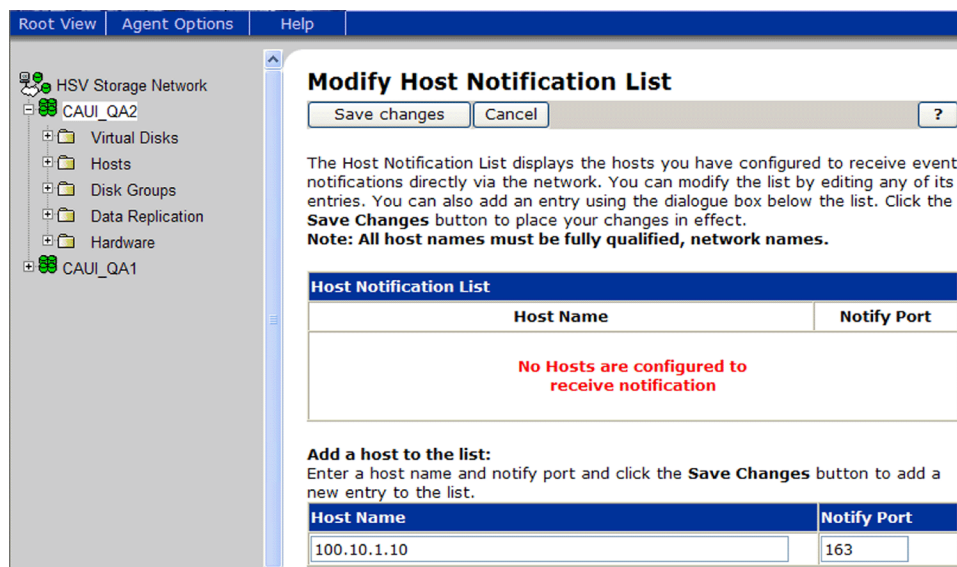 Root View Agent Options Help
HSV Storage Network
CAUI_QA2
Virtual Disks
Hosts
Disk Groups
Data Replication
Hardware
CAUI_QA1
Modify Host Notification List
Save changes Cancel ?
The Host Notification List displays the hosts you have configured to receive event
notifications directly via the network. You can modify the list by editing any of its
entries. You can also add an entry using the dialogue box below the list. Click the
Save Changes button to place your changes in effect.
Note: All host names must be fully qualified, network names.
Host Notification List
Host Name Notify Port
No Hosts are configured to
receive notification
Add a host to the list:
Enter a host name and notify port and click the Save Changes button to add a
new entry to the list.
Host Name Notify Port
100.10.1.10 163